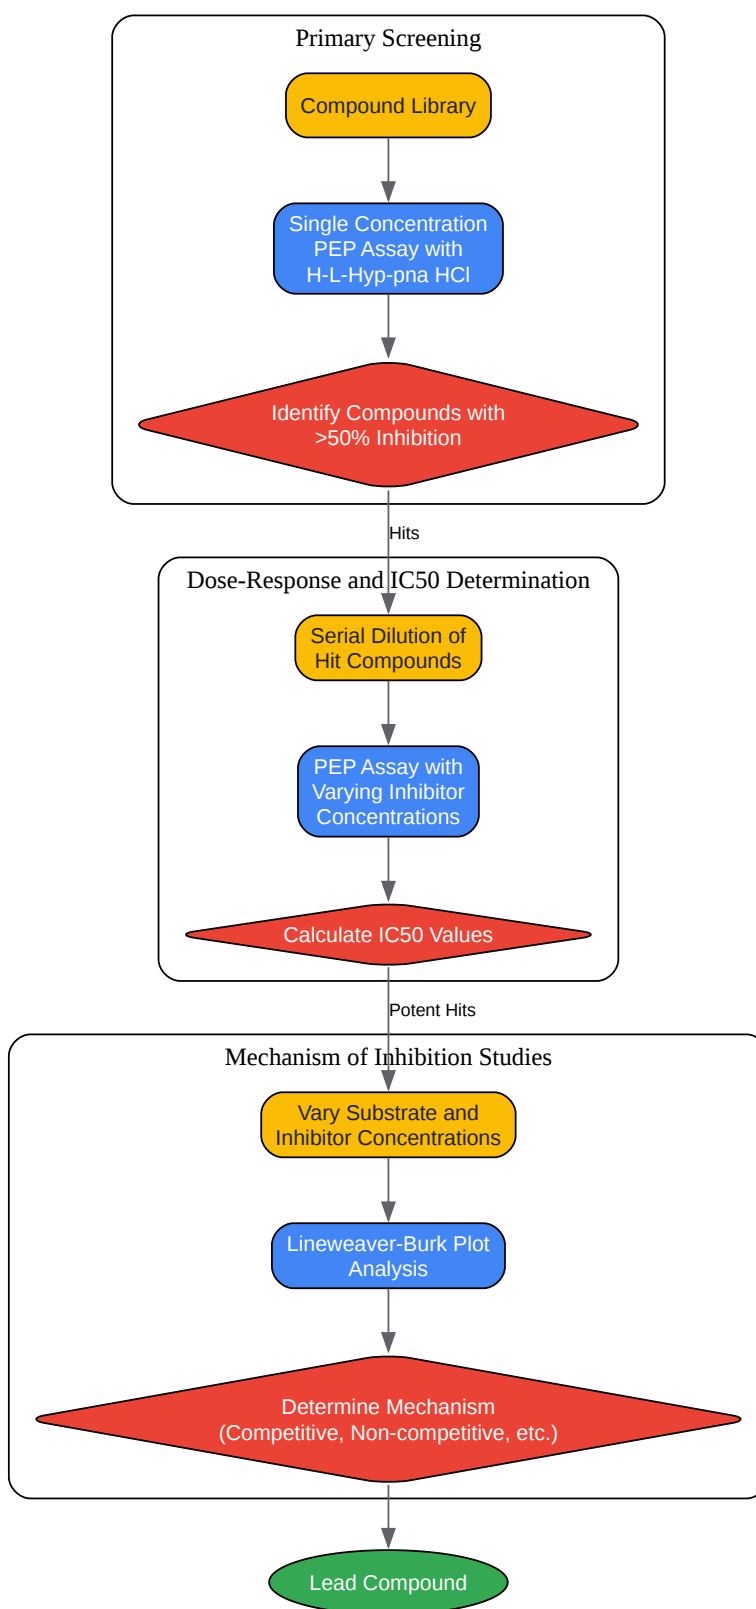 Primary Screening
Compound Library
Single Concentration
PEP Assay with
H-L-Hyp-pna HCl
Identify Compounds with
>50% Inhibition
Hits
Dose-Response and IC50 Determination
Serial Dilution of
Hit Compounds
PEP Assay with
Varying Inhibitor
Concentrations
Calculate IC50 Values
Potent Hits
Mechanism of Inhibition Studies
Vary Substrate and
Inhibitor Concentrations
Lineweaver-Burk Plot
Analysis
Determine Mechanism
(Competitive, Non-competitive, etc.)
Lead Compound